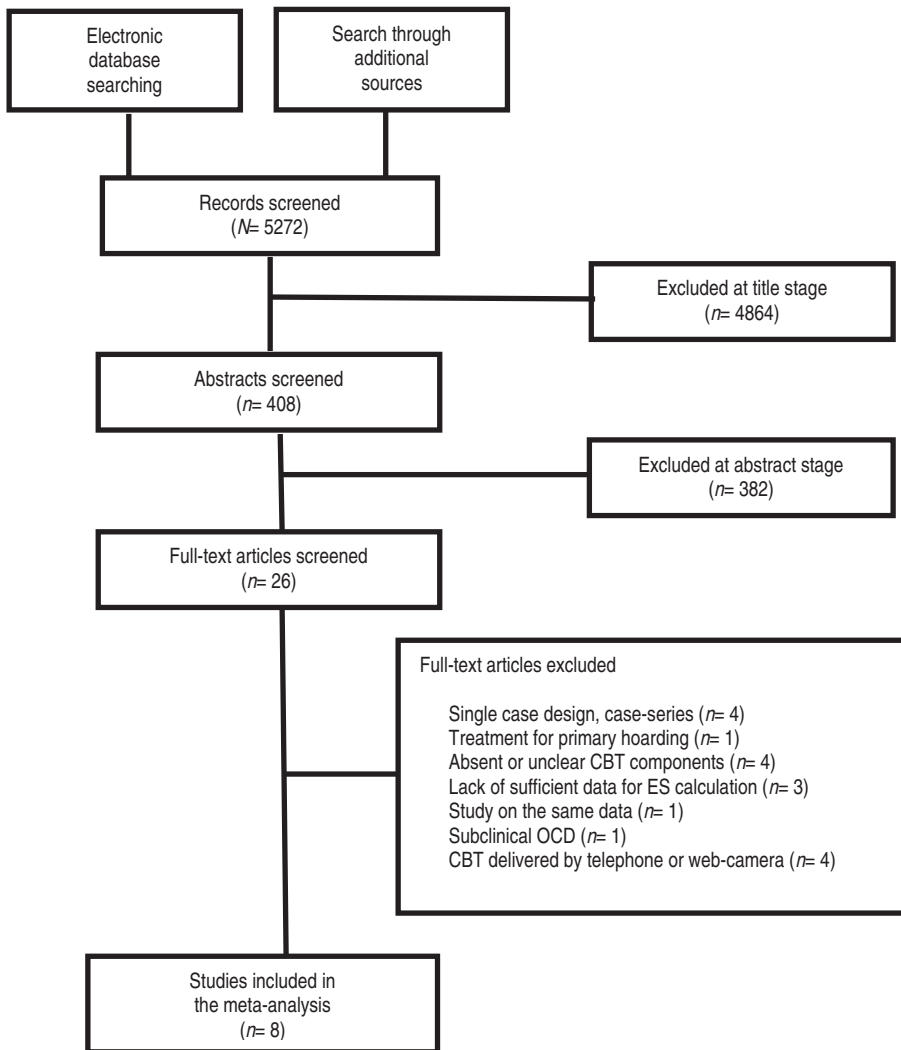 Electronic
database
searching
Search through
additional
sources
Records screened
(N= 5272)
Excluded at title stage
(n= 4864)
Abstracts screened
(n= 408)
Excluded at abstract stage
(n= 382)
Full-text articles screened
(n= 26)
Full-text articles excluded
Single case design, case-series (n= 4)
Treatment for primary hoarding (n= 1)
Absent or unclear CBT components (n= 4)
Lack of sufficient data for ES calculation (n= 3)
Study on the same data (n= 1)
Subclinical OCD (n= 1)
CBT delivered by telephone or web-camera (n= 4)
Studies included in
the meta-analysis
(n= 8)